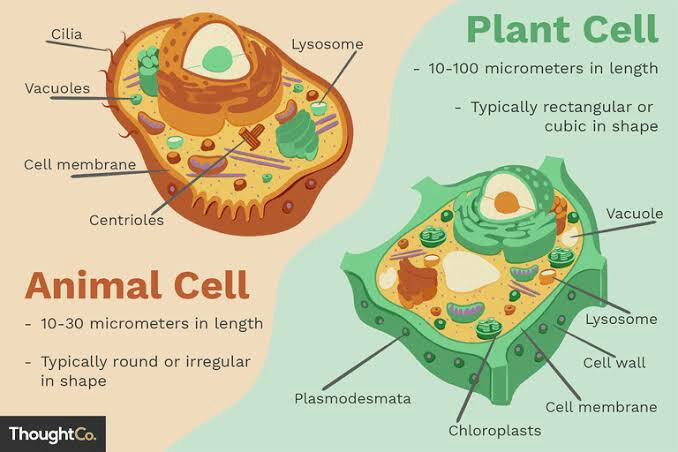 Cilia
Lysosome
Vacuoles
Cell membrane
Centrioles
Animal Cell
- 10-30 micrometers in length
- Typically round or irregular
in shape
ThoughtCo.
Plant Cell
- 10-100 micrometers in length
- Typically rectangular or
cubic in shape
Vacuole
Lysosome
Cell wall
Cell membrane
Chloroplasts
Plasmodesmata